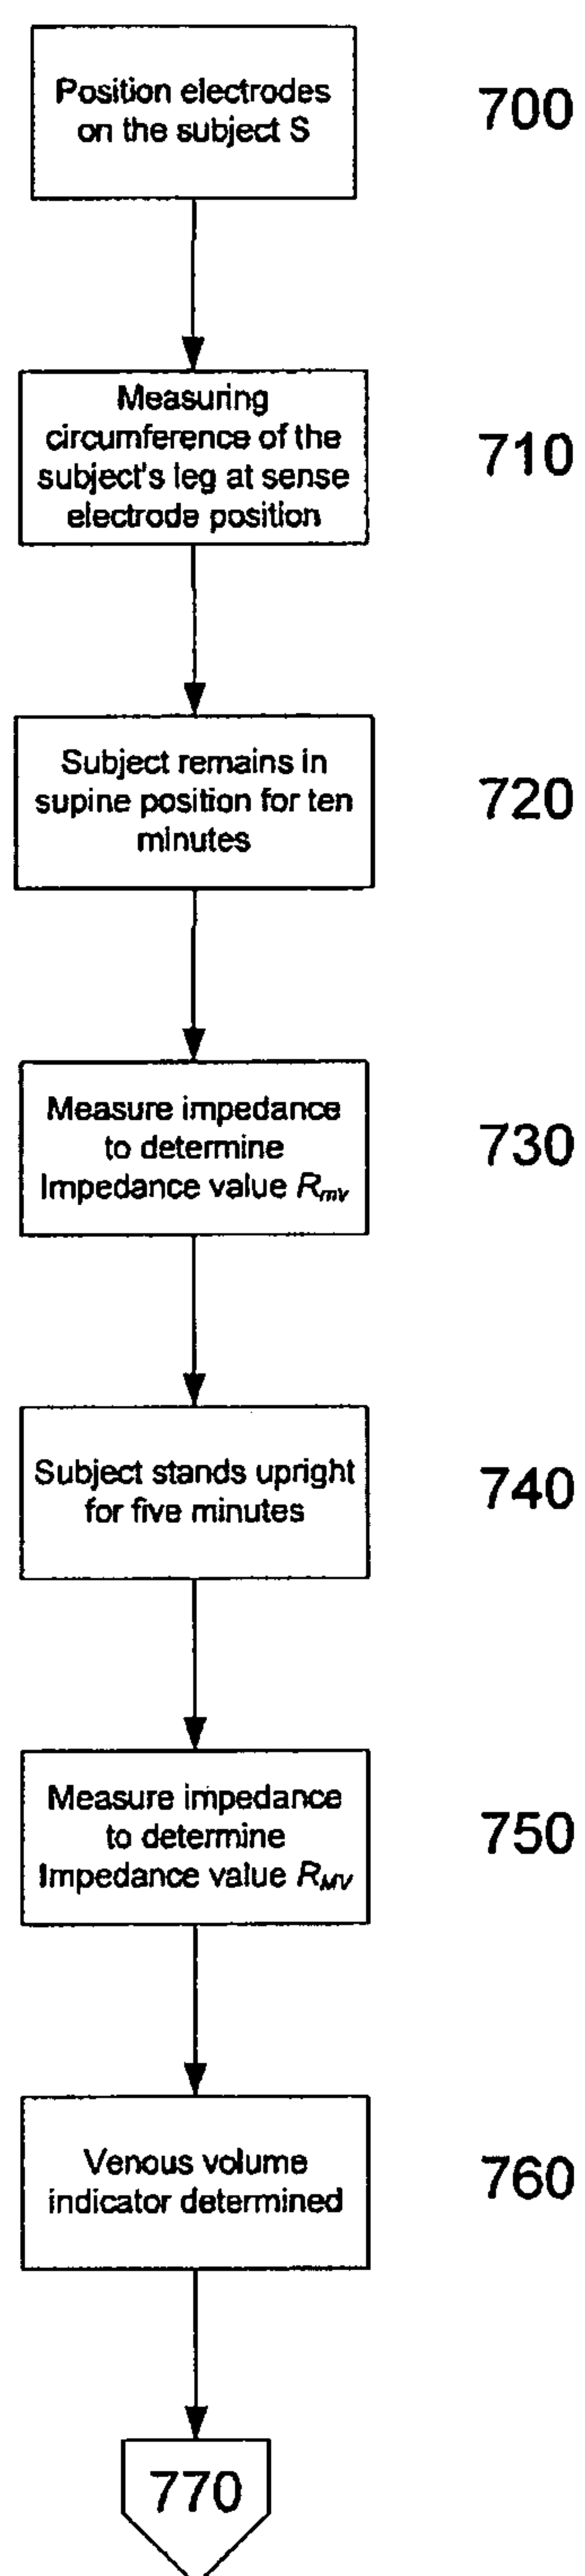 Position electrodes
on the subject S
700
Measuring
circumference of the
subject's leg at sense
electrode position
710
Subject remains in
supine position for ten
minutes
720
Measure impedance
to determine
Impedance value Rmv
730
Subject stands upright
for five minutes
740
Measure impedance
to determine
Impedance value RMV
750
Venous volume
indicator determined
760
770